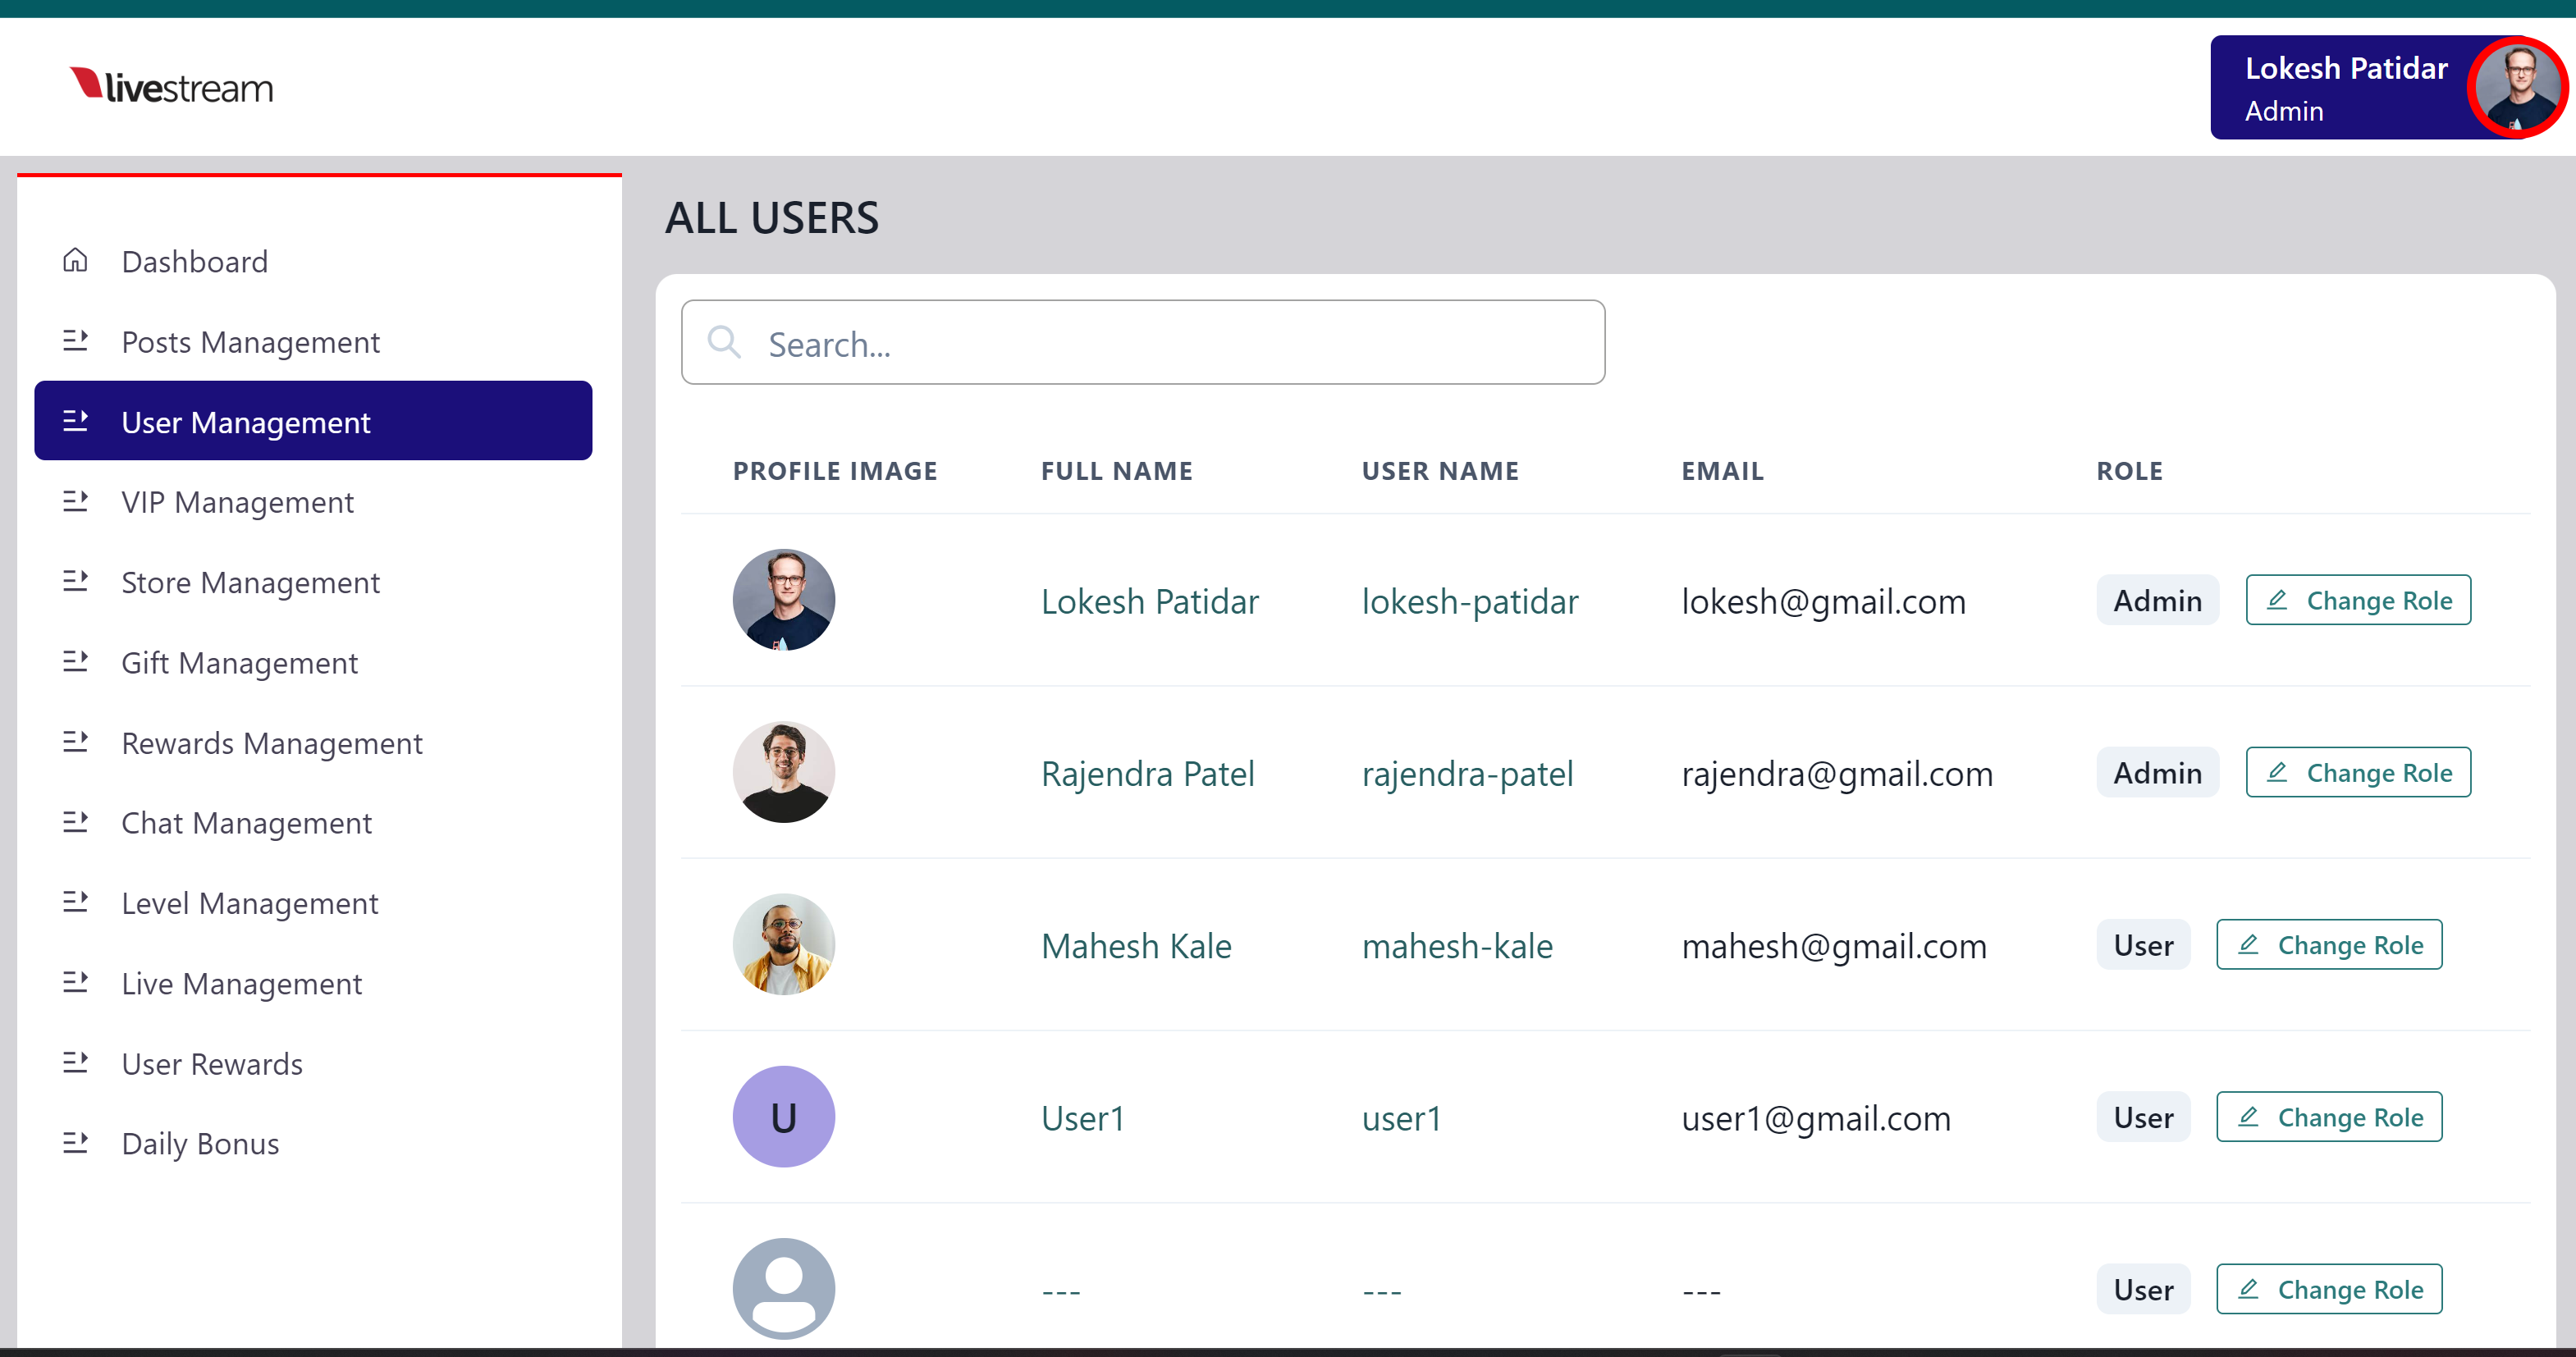 livestream
Lokesh Patidar
Admin
Dashboard
Posts Management
User Management
VIP Management
Store Management
Gift Management
Rewards Management
Chat Management
Level Management
Live Management
User Rewards
Daily Bonus
ALL USERS
Search...
PROFILE IMAGE FULL NAME USER NAME EMAIL ROLE
Lokesh Patidar lokesh-patidar lokesh@gmail.com Admin Change Role
Rajendra Patel rajendra-patel rajendra@gmail.com Admin Change Role
Mahesh Kale mahesh-kale mahesh@gmail.com User Change Role
U User1 user1 user1@gmail.com User Change Role
--- --- --- User Change Role